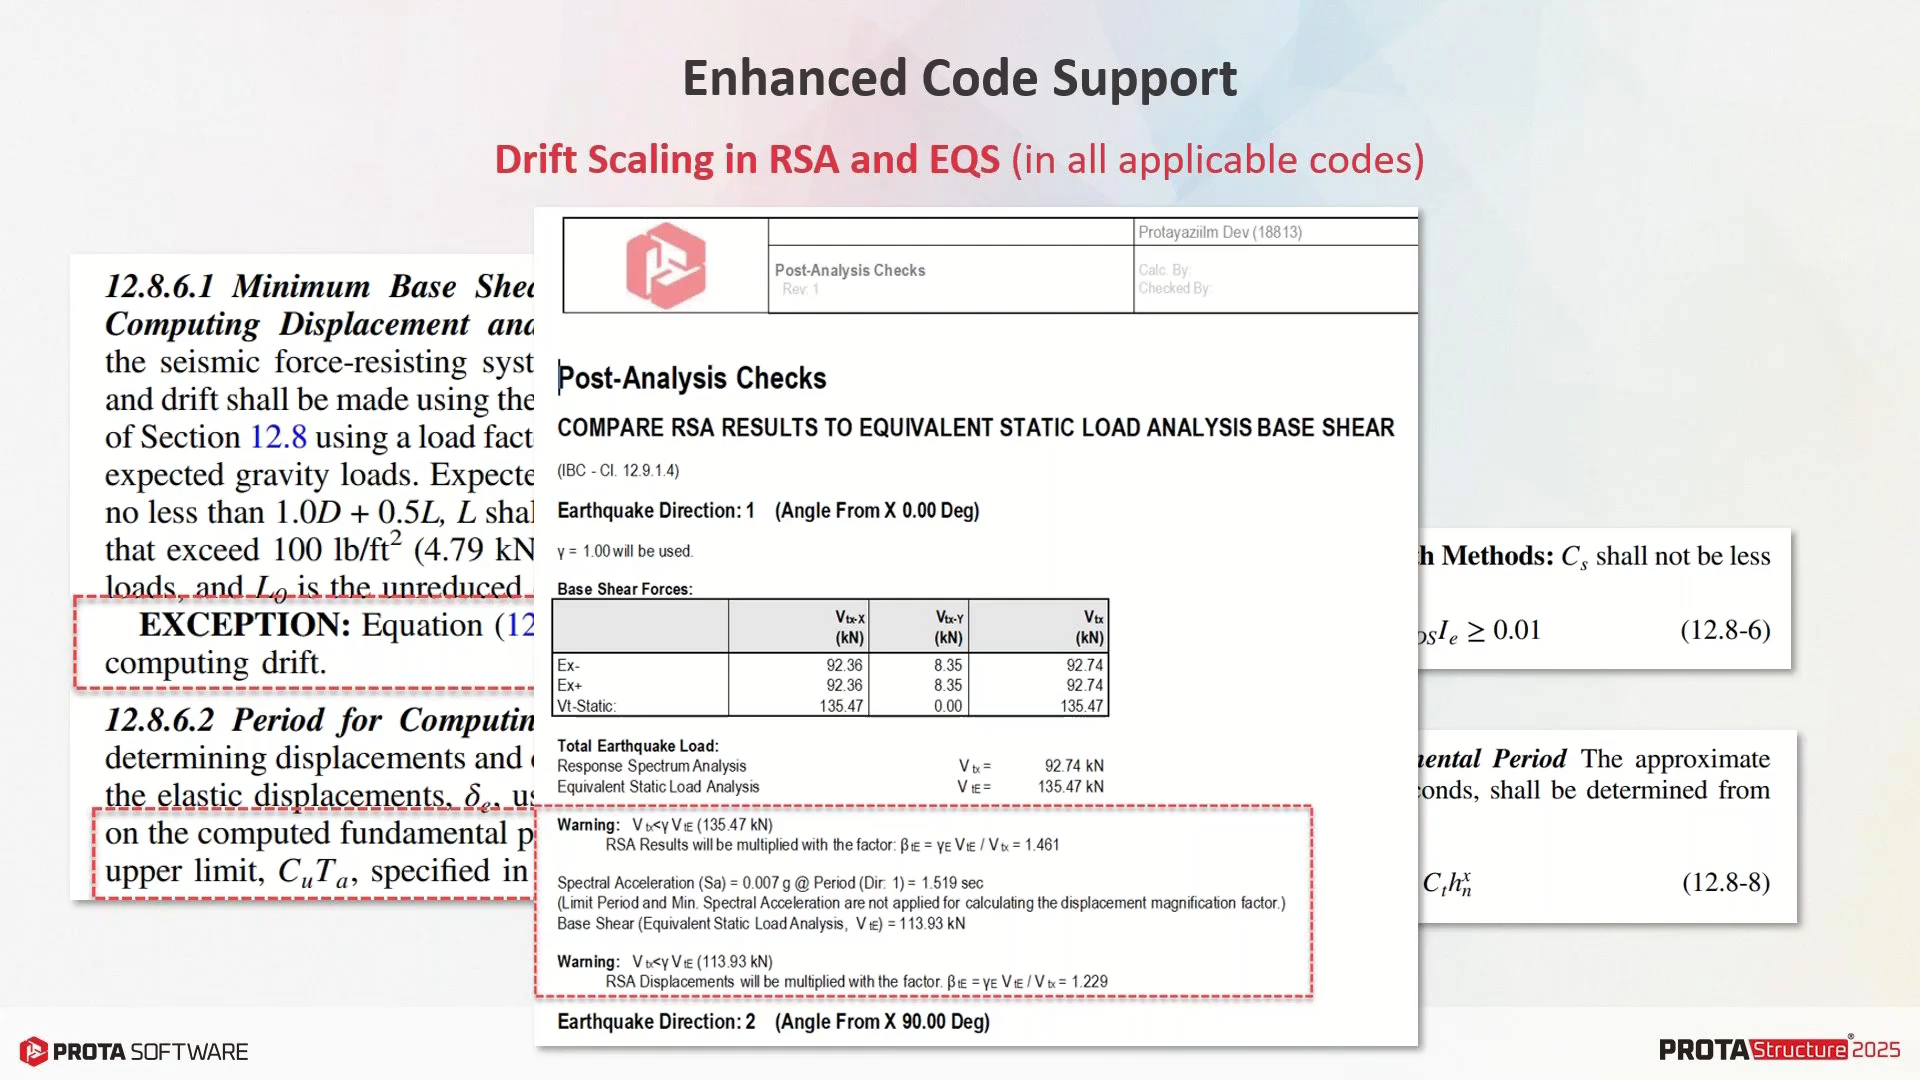 Enhanced Code Support
Drift Scaling in RSA and EQS (in all applicable codes)
12.8.6.1 Minimum Base Shea
Computing Displacement and
the seismic force-resisting syst
and drift shall be made using the
of Section 12.8 using a load fact
expected gravity loads. Expecte
no less than 1.0D + 0.5L, L shal
that exceed 100 lb/ft² (4.79 kN
loads, and L₀ is the unreduced
EXCEPTION: Equation (12
computing drift.
12.8.6.2 Period for Computin
determining displacements and
the elastic displacements, δe, us
on the computed fundamental p
upper limit, CuTa, specified in
Protayaziilm Dev (18813)
Post-Analysis Checks
Rev: 1
Calc. By:
Checked By:
Post-Analysis Checks
COMPARE RSA RESULTS TO EQUIVALENT STATIC LOAD ANALYSIS BASE SHEAR
(IBC - Cl. 12.9.1.4)
Earthquake Direction: 1 (Angle From X 0.00 Deg)
γ = 1.00 will be used.
Base Shear Forces:
Vtx-X (kN) Vtx-Y (kN) Vtx (kN)
Ex- 92.36 8.35 92.74
Ex+ 92.36 8.35 92.74
Vt-Static: 135.47 0.00 135.47
Total Earthquake Load:
Response Spectrum Analysis V tx = 92.74 kN
Equivalent Static Load Analysis V tE = 135.47 kN
Warning: V tx<γ V tE (135.47 kN)
RSA Results will be multiplied with the factor: β tE = γE V tE / V tx = 1.461
Spectral Acceleration (Sa) = 0.007 g @ Period (Dir: 1) = 1.519 sec
(Limit Period and Min. Spectral Acceleration are not applied for calculating the displacement magnification factor.)
Base Shear (Equivalent Static Load Analysis, V tE) = 113.93 kN
Warning: V tx<γ V tE (113.93 kN)
RSA Displacements will be multiplied with the factor. β tE = γE V tE / V tx = 1.229
Earthquake Direction: 2 (Angle From X 90.00 Deg)
h Methods: Cs shall not be less
DSIe ≥ 0.01 (12.8-6)
ental Period The approximate
onds, shall be determined from
Cthnx (12.8-8)
PROTA SOFTWARE
PROTAStructure® 2025